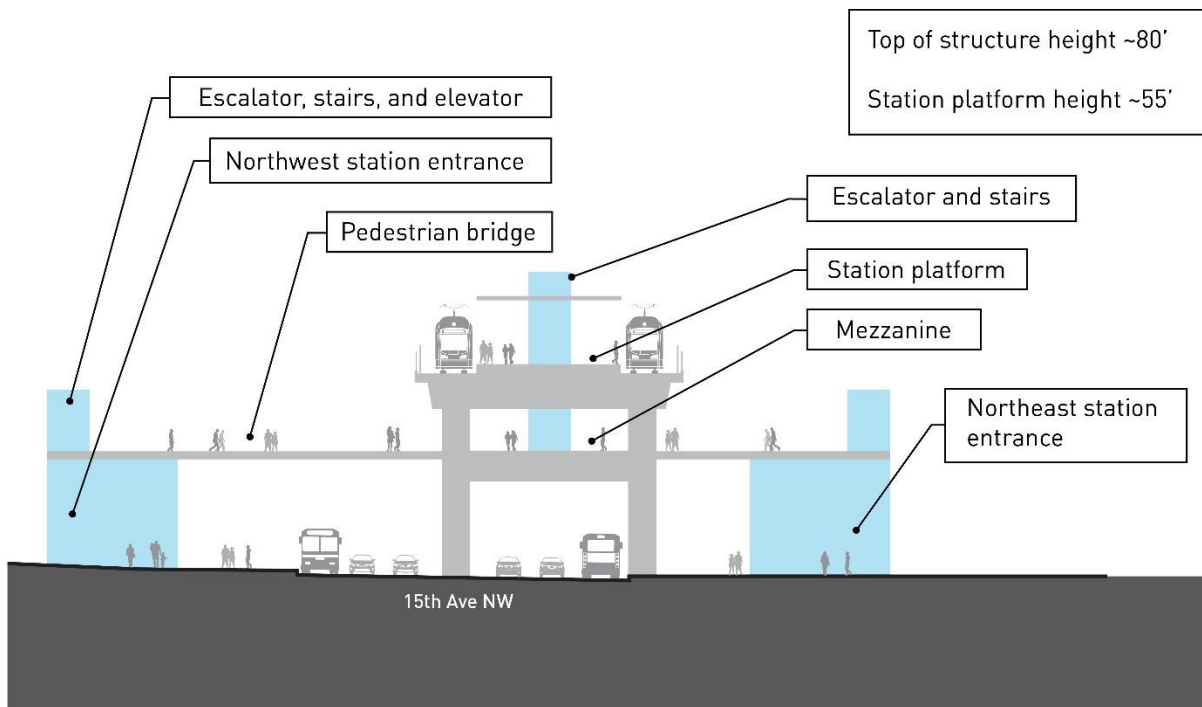 Top of structure height ~80’
Station platform height ~55’
Escalator, stairs, and elevator
Northwest station entrance
Pedestrian bridge
Escalator and stairs
Station platform
Mezzanine
Northeast station
entrance
15th Ave NW